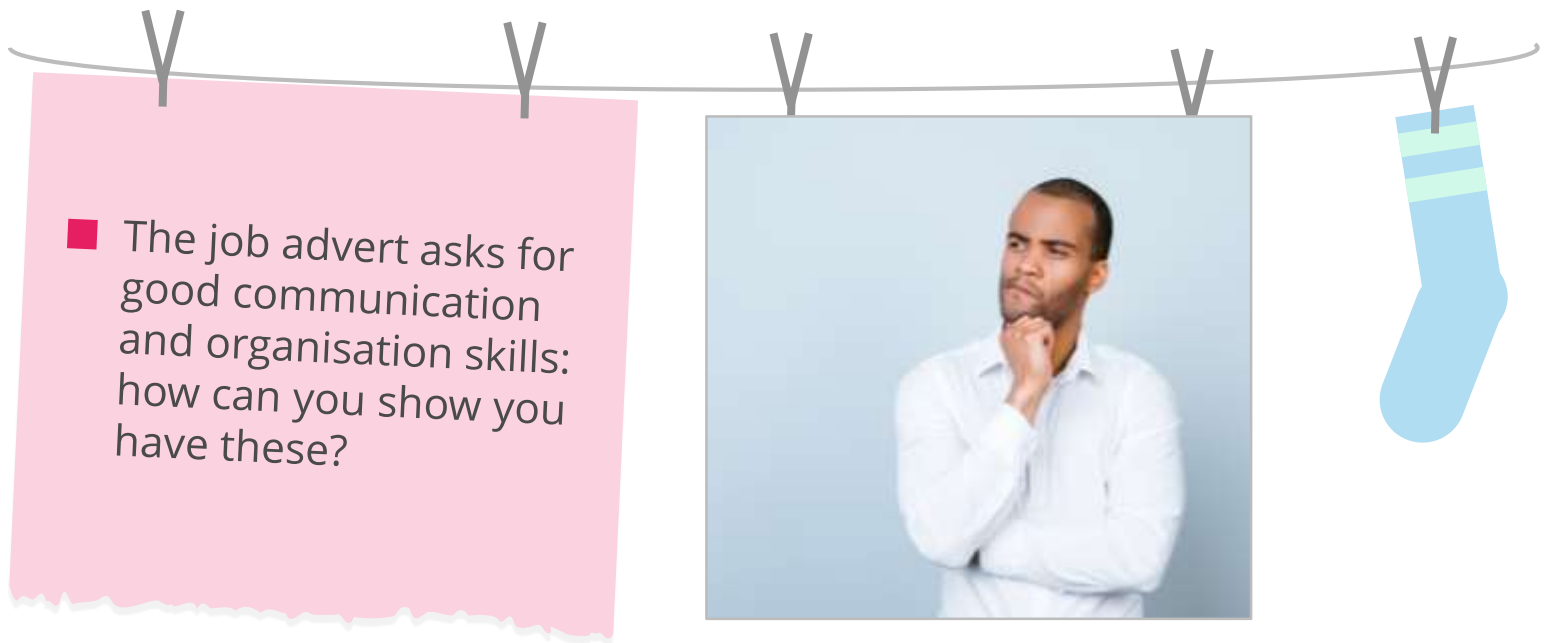 The job advert asks for
good communication
and organisation skills:
how can you show you
have these?